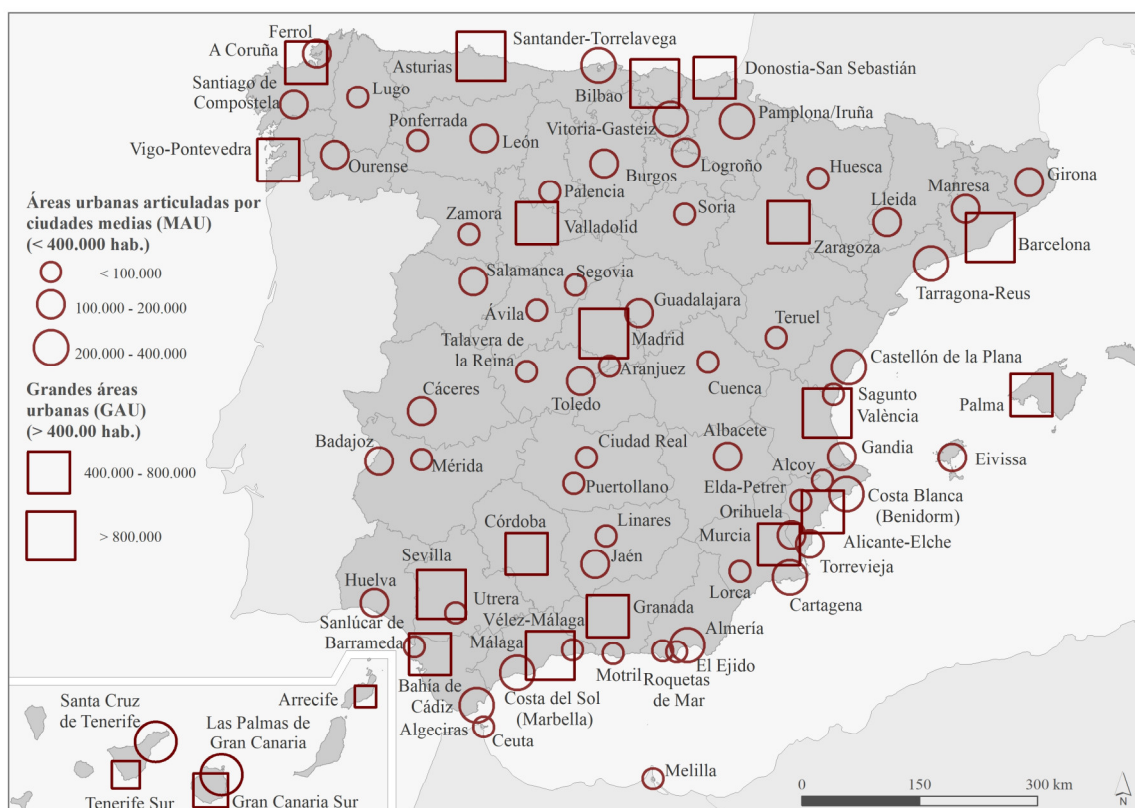 Ferrol
A Coruña
Santiago de
Compostela
Lugo
Asturias
Santander-Torrelavega
Bilbao
Donostia-San Sebastián
Vitoria-Gasteiz
Pamplona/Iruña
Ponferrada
León
Vigo-Pontevedra
Ourense
Burgos
Logroño
Huesca
Girona
Manresa
Lleida
Palencia
Soria
Zamora
Valladolid
Zaragoza
Barcelona
Tarragona-Reus
Áreas urbanas articuladas por
ciudades medias (MAU)
(< 400.000 hab.)
< 100.000
100.000 - 200.000
200.000 - 400.000
Grandes áreas
urbanas (GAU)
(> 400.00 hab.)
400.000 - 800.000
> 800.000
Salamanca
Segovia
Ávila
Guadalajara
Madrid
Teruel
Talavera de
la Reina
Aranjuez
Cuenca
Castellón de la Plana
Toledo
Sagunto
València
Palma
Cáceres
Badajoz
Mérida
Ciudad Real
Albacete
Gandia
Eivissa
Puertollano
Alcoy
Elda-Petrer
Costa Blanca
(Benidorm)
Orihuela
Córdoba
Linares
Murcia
Alicante-Elche
Sevilla
Jaén
Torrevieja
Huelva
Lorca
Cartagena
Utrera
Granada
Sanlúcar de
Barrameda
Vélez-Málaga
Málaga
Almería
Motril
El Ejido
Roquetas
de Mar
Bahía de
Cádiz
Costa del Sol
(Marbella)
Algeciras
Ceuta
Melilla
Santa Cruz
de Tenerife
Las Palmas de
Gran Canaria
Arrecife
Tenerife Sur
Gran Canaria Sur
0 150 300 km
N